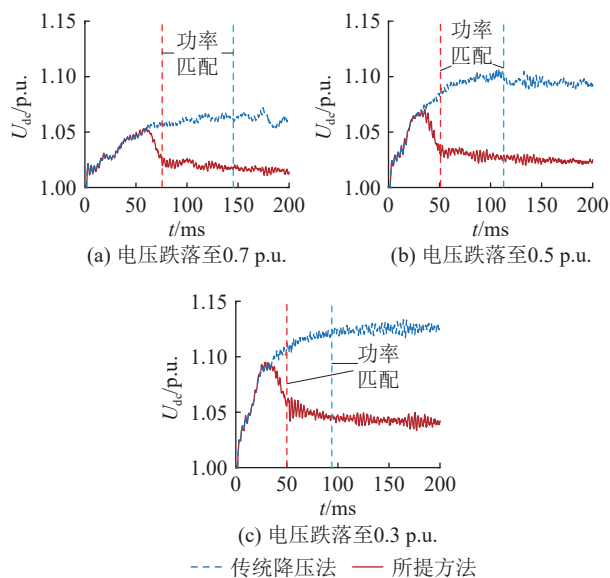 1.15
1.10
1.05
1.00
U_dc/p.u.
功率
匹配
0 50 100 150 200
t/ms
(a) 电压跌落至0.7 p.u.
1.15
1.10
1.05
1.00
U_dc/p.u.
功率
匹配
0 50 100 150 200
t/ms
(b) 电压跌落至0.5 p.u.
1.15
1.10
1.05
1.00
U_dc/p.u.
功率
匹配
0 50 100 150 200
t/ms
(c) 电压跌落至0.3 p.u.
传统降压法 所提方法